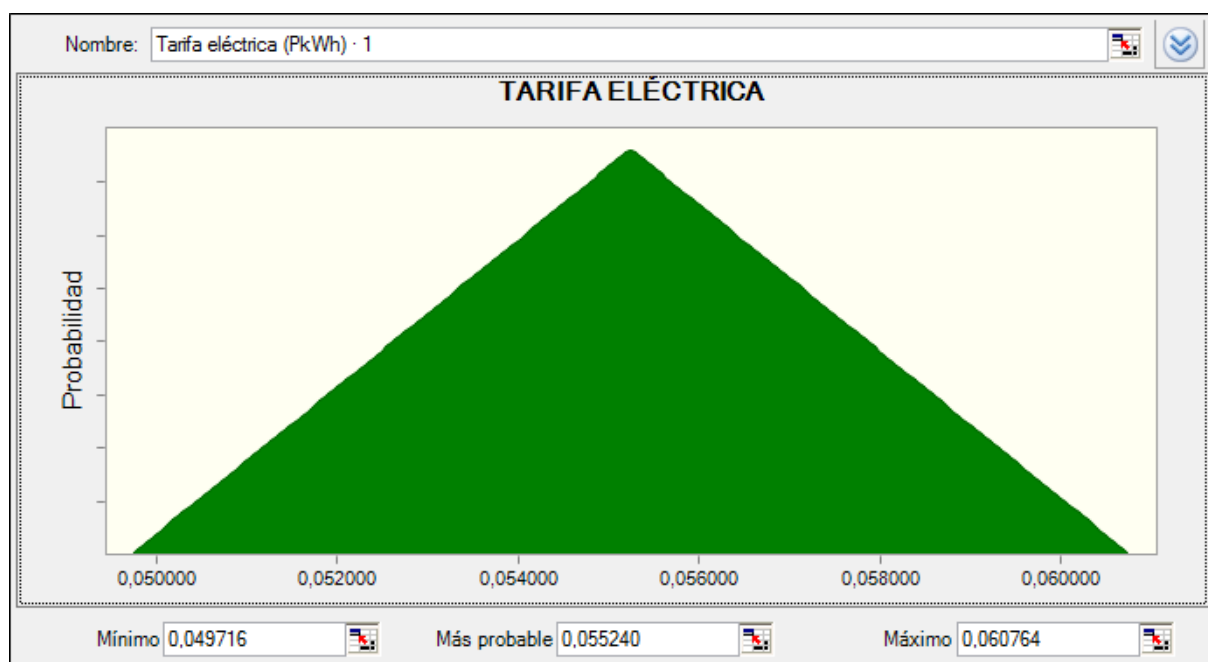 Nombre: Tarifa eléctrica (PkWh) · 1
TARIFA ELÉCTRICA
Probabilidad
0,050000 0,052000 0,054000 0,056000 0,058000 0,060000
Mínimo 0,049716 Más probable 0,055240 Máximo 0,060764